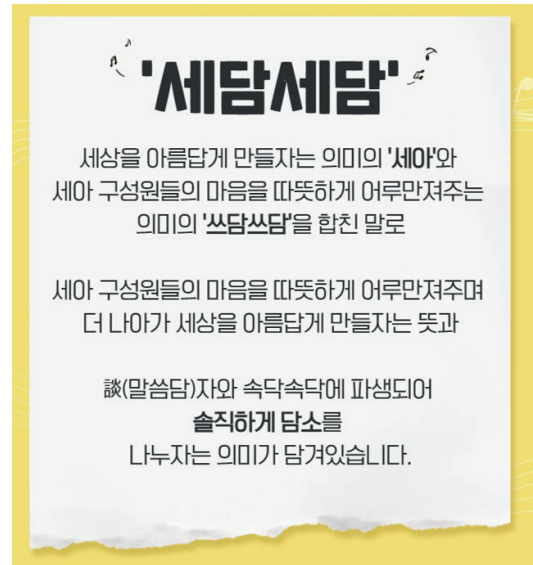 '세담세담'
세상을 아름답게 만들자는 의미의 '세아'와
세아 구성원들의 마음을 따뜻하게 어루만져주는
의미의 '쓰담쓰담'을 합친 말로
세아 구성원들의 마음을 따뜻하게 어루만져주며
더 나아가 세상을 아름답게 만들자는 뜻과
談(말씀담)자와 속닥속닥에 파생되어
솔직하게 담소를
나누자는 의미가 담겨있습니다.